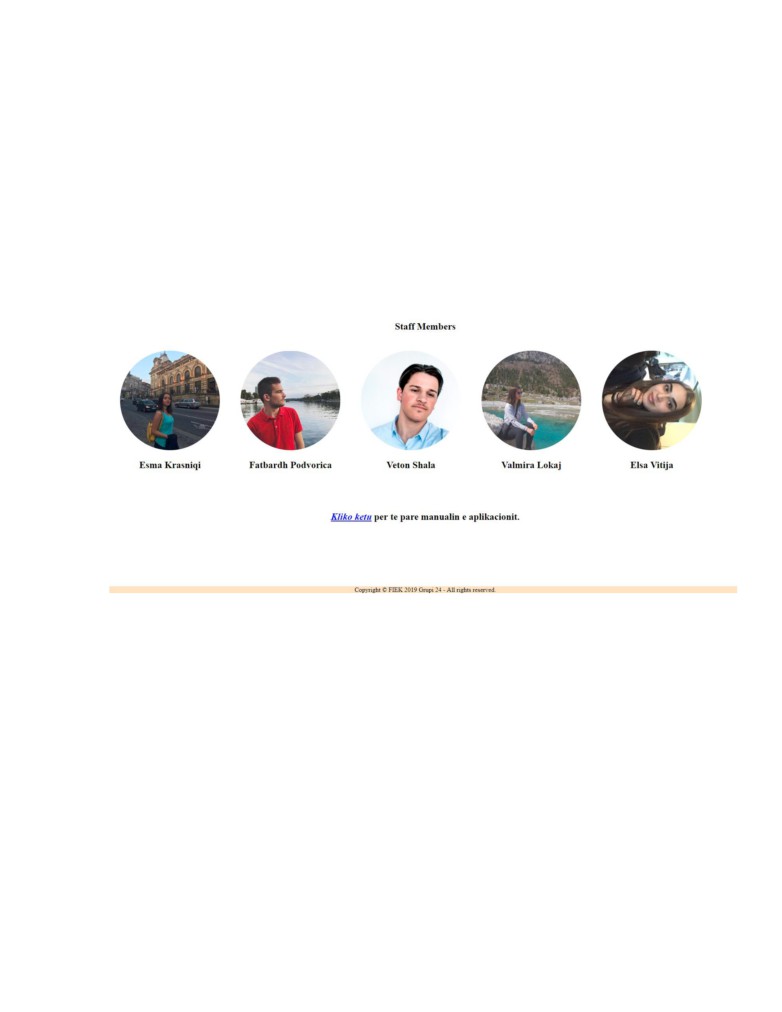 Staff Members
Esma Krasniqi Fatbardh Podvorica Veton Shala Valmira Lokaj Elsa Vitija
Kliko ketu per te pare manualin e aplikacionit.
Copyright © FIEK 2019 Grupi 24 - All rights reserved.